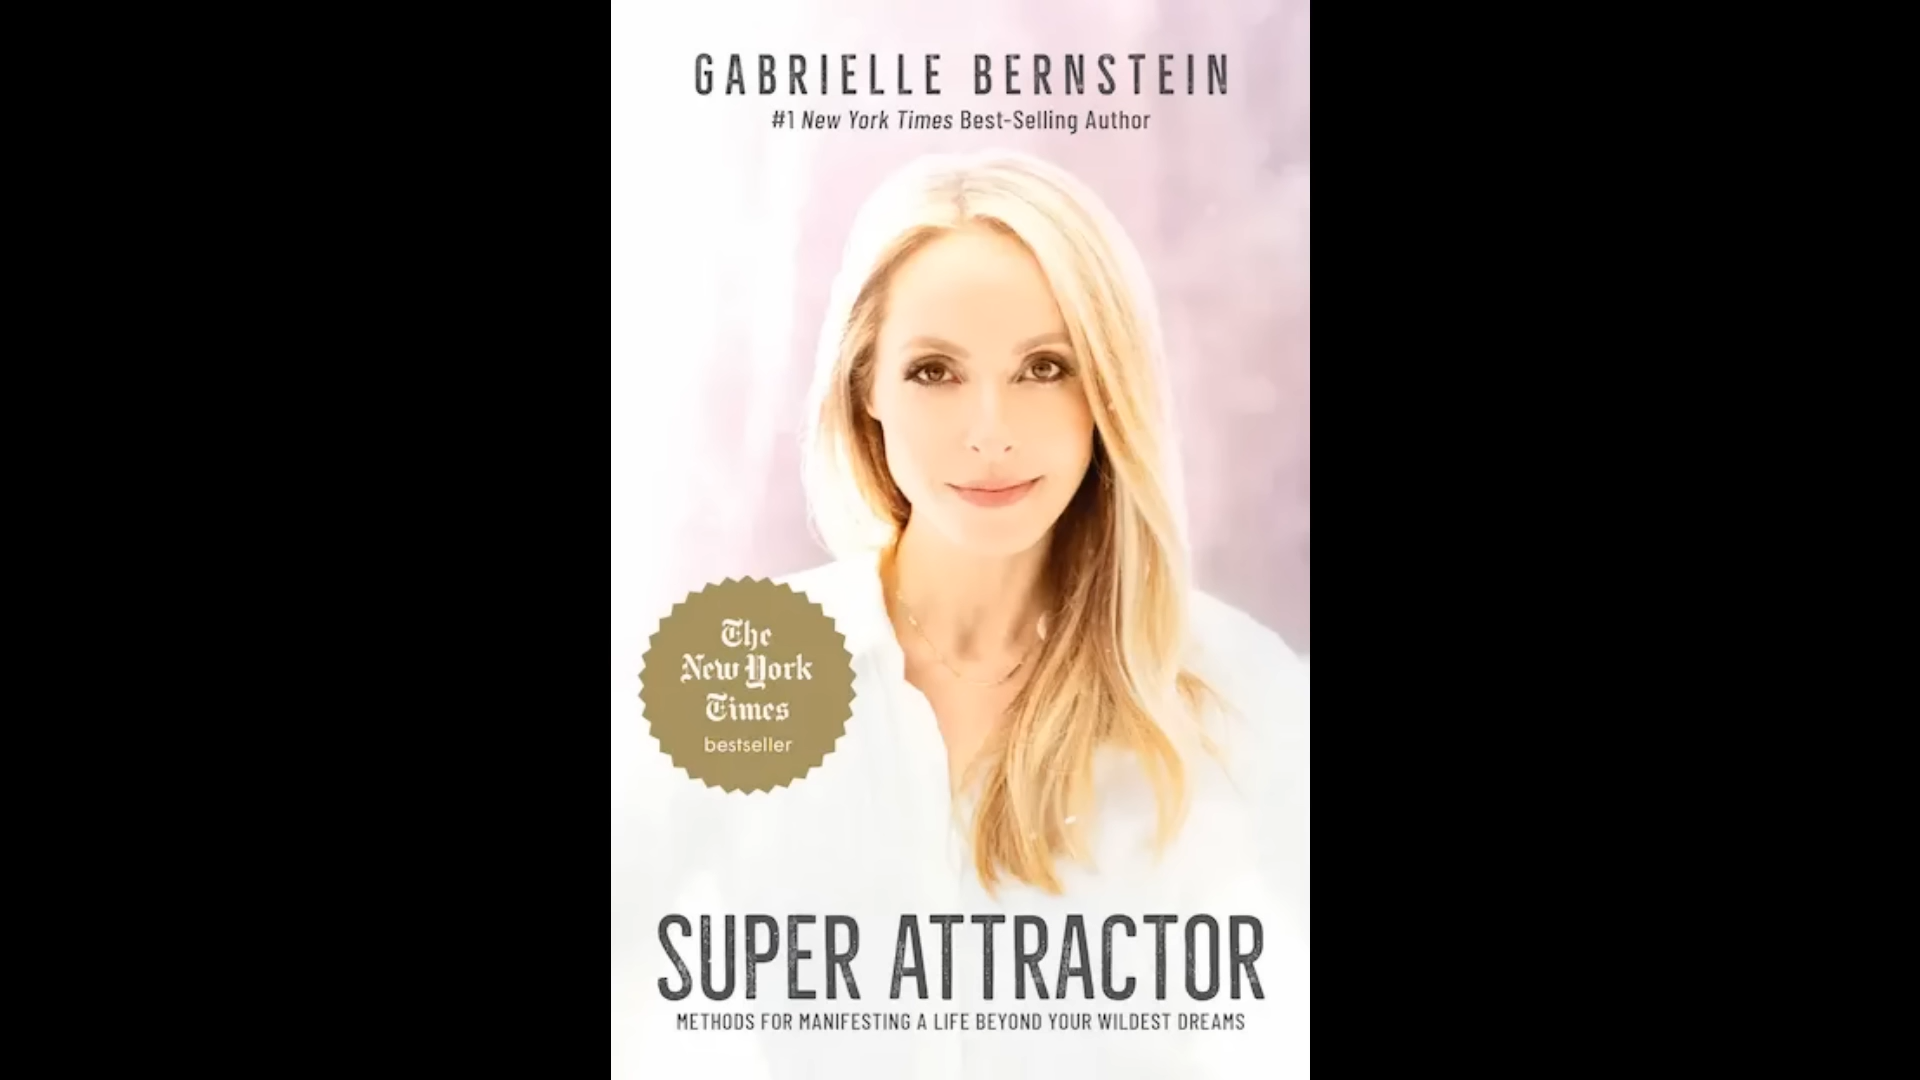 GABRIELLE BERNSTEIN
#1 New York Times Best-Selling Author
The
New York
Times
bestseller
SUPER ATTRACTOR
METHODS FOR MANIFESTING A LIFE BEYOND YOUR WILDEST DREAMS